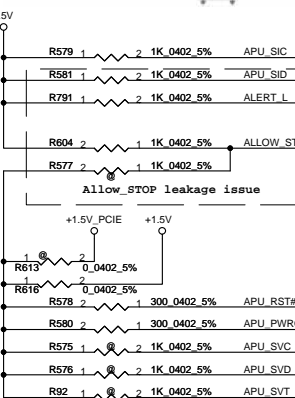 5V
R579 1 2 1K_0402_5% APU_SIC
R581 1 2 1K_0402_5% APU_SID
R791 1 2 1K_0402_5% ALERT_L
R604 2 1 1K_0402_5% ALLOW_ST
R577 2 1 1K_0402_5%
@
Allow_STOP leakage issue
+1.5V_PCIE +1.5V
1 @ 2
R613 0_0402_5%
1 2
R616 0_0402_5%
R578 2 1 300_0402_5% APU_RST#
R580 2 1 300_0402_5% APU_PWR
R575 1 @ 2 1K_0402_5% APU_SVC
R576 1 @ 2 1K_0402_5% APU_SVD
R92 1 @ 2 1K_0402_5% APU_SVT